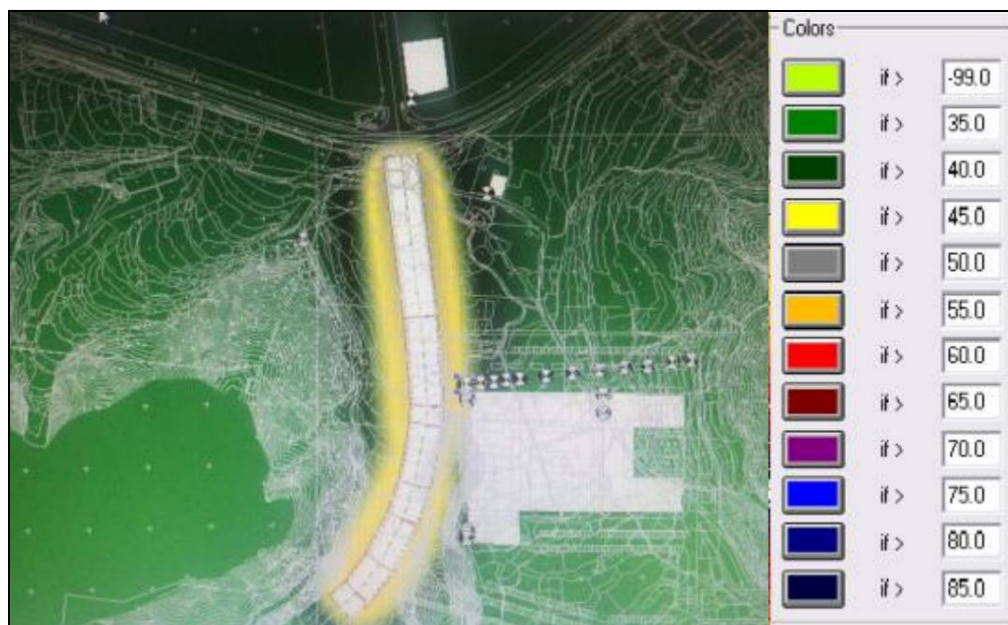 Colors
if > -99.0
if > 35.0
if > 40.0
if > 45.0
if > 50.0
if > 55.0
if > 60.0
if > 65.0
if > 70.0
if > 75.0
if > 80.0
if > 85.0